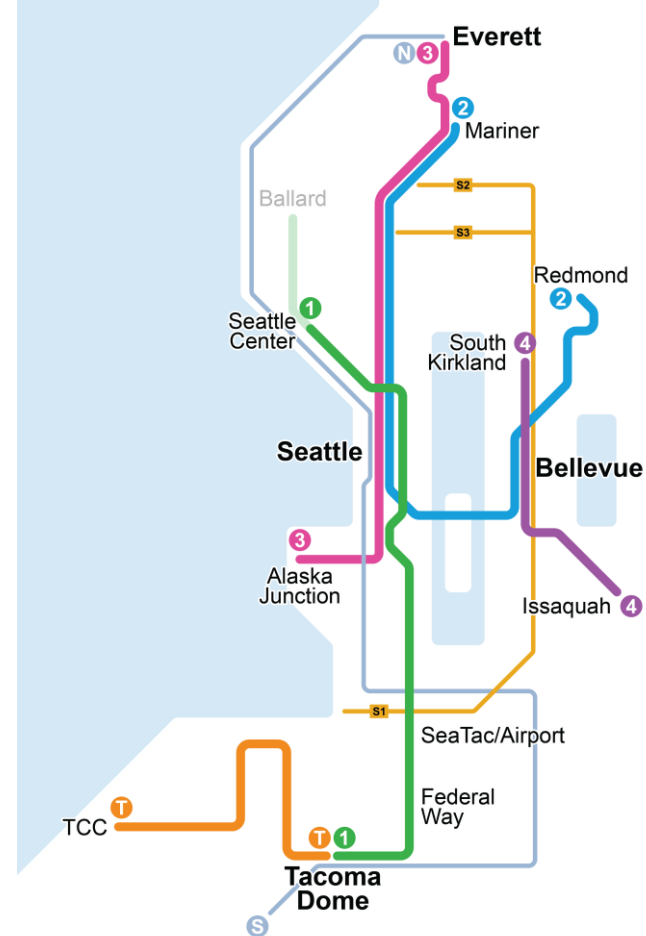 Everett
N 3
2
Mariner
S2
Ballard
S3
Redmond
2
1
Seattle
Center
South
Kirkland
4
Seattle
Bellevue
3
Alaska
Junction
Issaquah 4
S1
SeaTac/Airport
Federal
Way
T
TCC
T 1
Tacoma
Dome
S